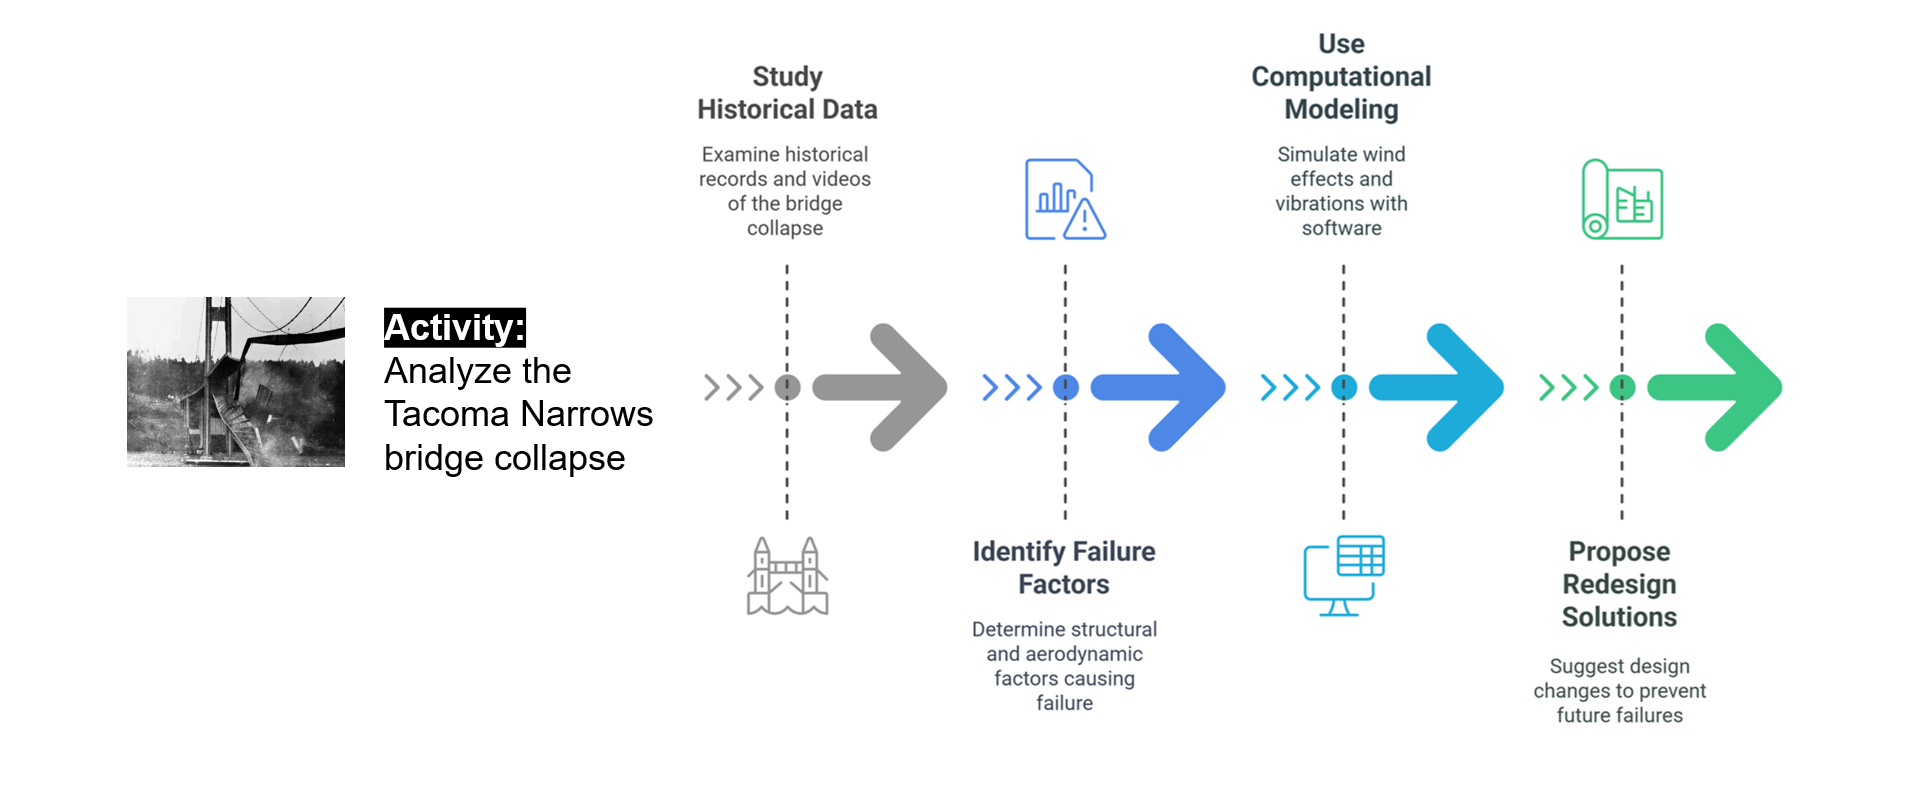 Activity:
Analyze the
Tacoma Narrows
bridge collapse
Study
Historical Data
Examine historical
records and videos
of the bridge
collapse
Identify Failure
Factors
Determine structural
and aerodynamic
factors causing
failure
Use
Computational
Modeling
Simulate wind
effects and
vibrations with
software
Propose
Redesign
Solutions
Suggest design
changes to prevent
future failures